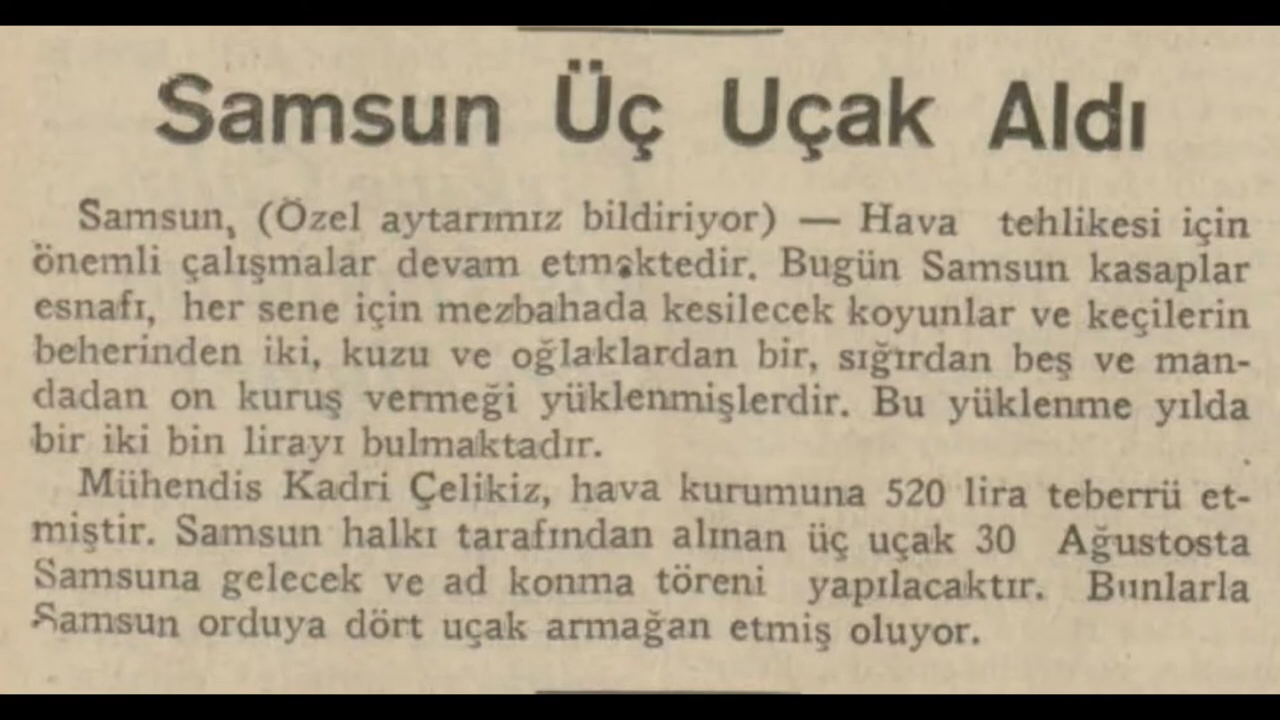 Samsun Üç Uçak Aldı
Samsun, (Özel aytarımız bildiriyor) — Hava tehlikesi için
önemli çalışmalar devam etmektedir. Bugün Samsun kasaplar
esnafı, her sene için mezbahada kesilecek koyunlar ve keçilerin
beherinden iki, kuzu ve oğlaklardan bir, sığırdan beş ve man-
dadan on kuruş vermeği yüklenmişlerdir. Bu yüklenme yılda
bir iki bin lirayı bulmaktadır.
Mühendis Kadri Çelikiz, hava kurumuna 520 lira teberrü et-
miştir. Samsun halkı tarafından alınan üç uçak 30 Ağustosta
Samsuna gelecek ve ad konma töreni yapılacaktır. Bunlarla
Samsun orduya dört uçak armağan etmiş oluyor.